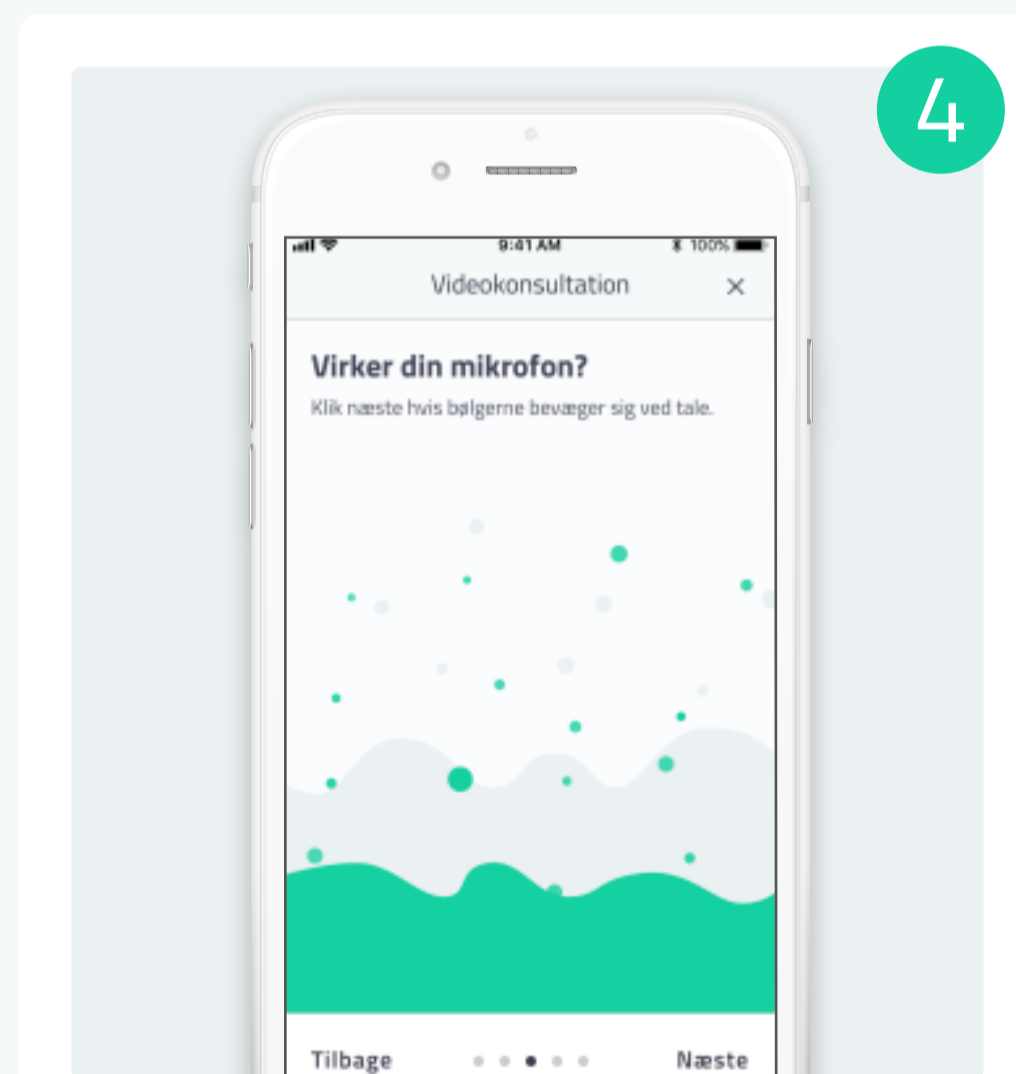 4
9:41 AM 100%
Videokonsultation
Virker din mikrofon?
Klik næste hvis bølgerne bevæger sig ved tale.
Tilbage Næste